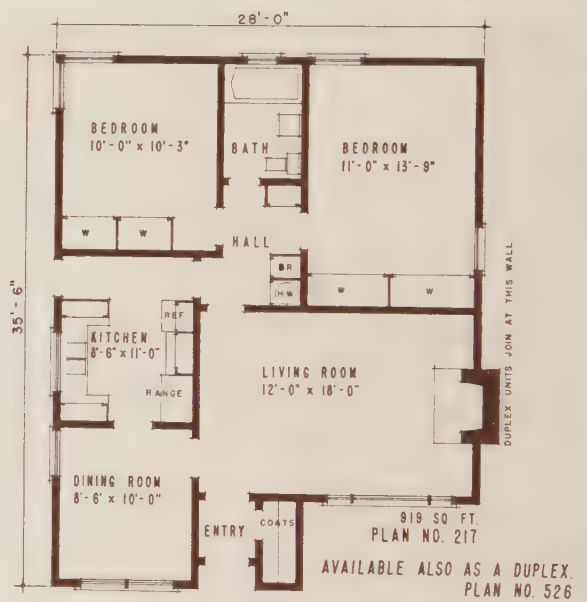 28'-0"
35'-6"
BEDROOM
10'-0" x 10'-3"
BATH
BEDROOM
11'-0" x 13'-9"
W
W
HALL
BR
HW
W
W
REF
KITCHEN
8'-6" x 11'-0"
RANGE
LIVING ROOM
12'-0" x 18'-0"
DUPLEX UNITS JOIN AT THIS WALL
DINING ROOM
8'-6' x 10'-0"
ENTRY
COATS
919 SQ FT.
PLAN NO. 217
AVAILABLE ALSO AS A DUPLEX.
PLAN NO. 526